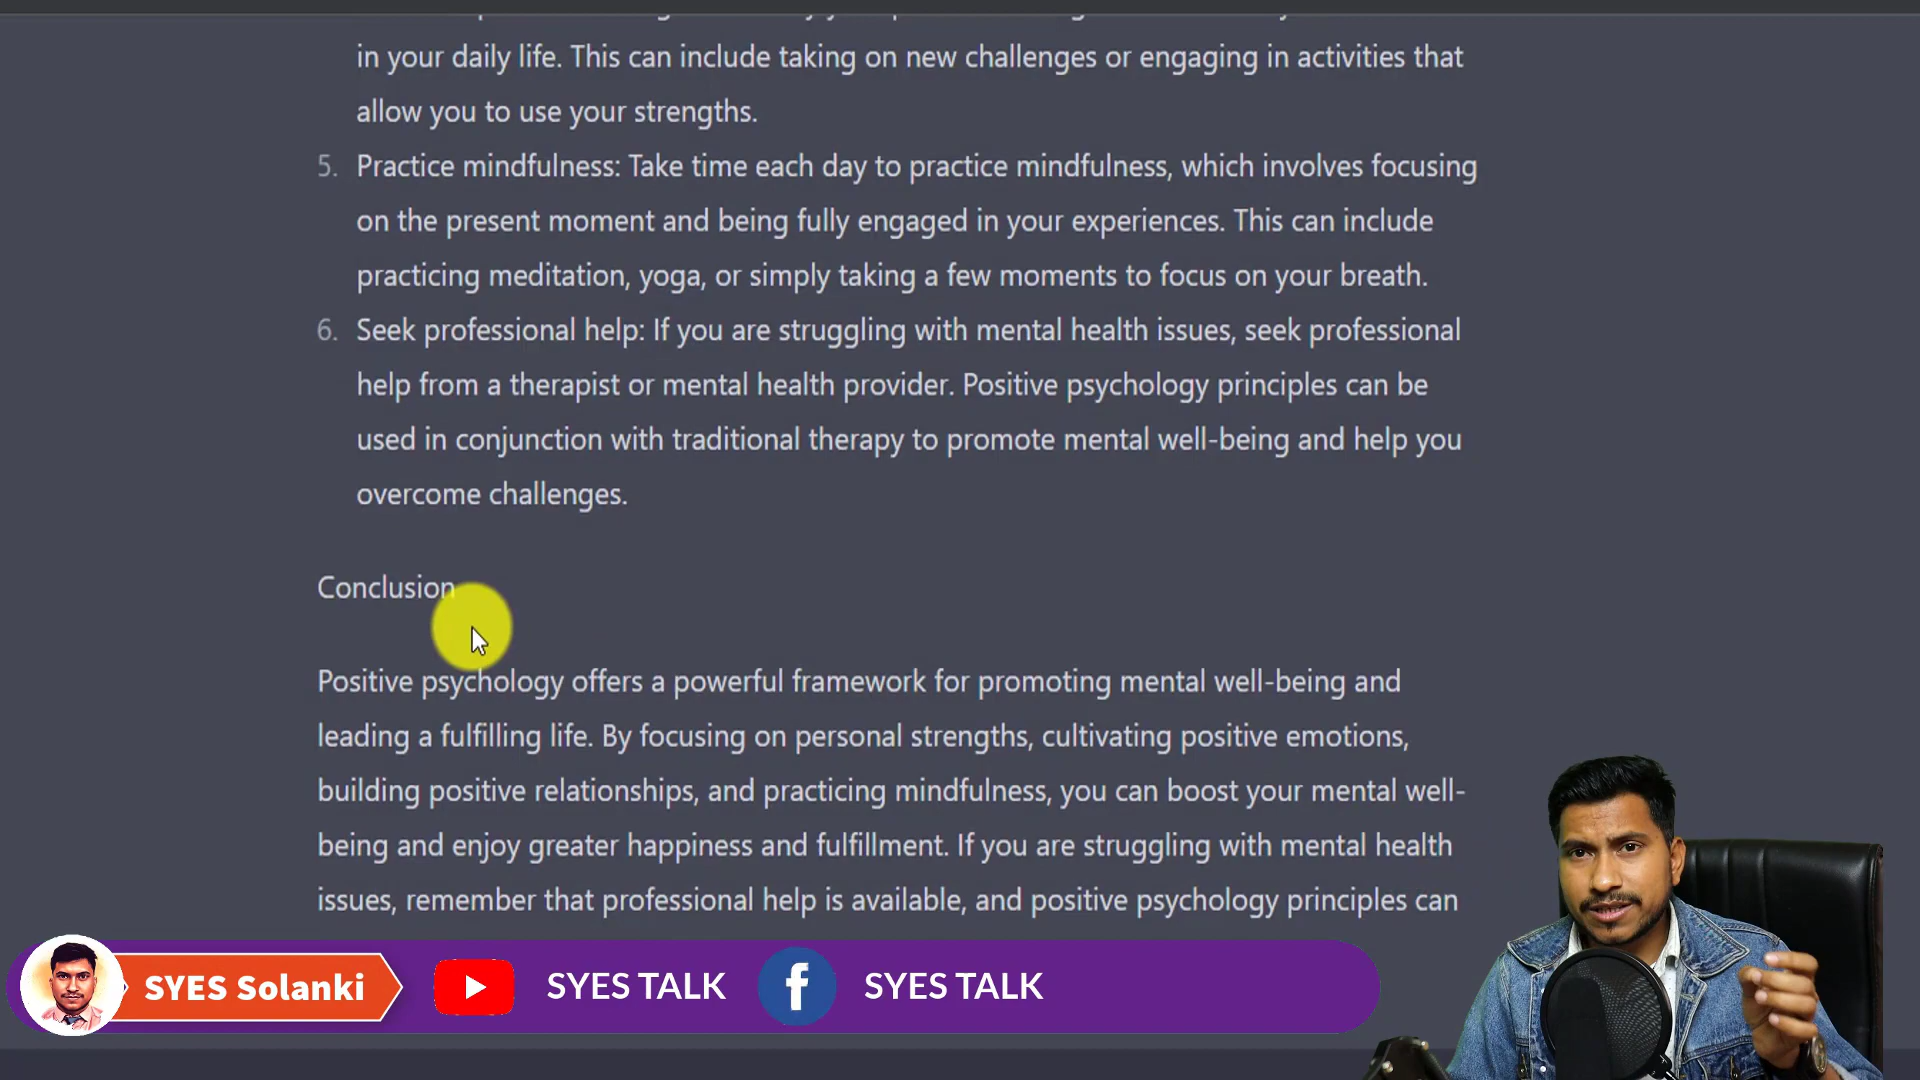 in your daily life. This can include taking on new challenges or engaging in activities that
allow you to use your strengths.
5. Practice mindfulness: Take time each day to practice mindfulness, which involves focusing
on the present moment and being fully engaged in your experiences. This can include
practicing meditation, yoga, or simply taking a few moments to focus on your breath.
6. Seek professional help: If you are struggling with mental health issues, seek professional
help from a therapist or mental health provider. Positive psychology principles can be
used in conjunction with traditional therapy to promote mental well-being and help you
overcome challenges.
Conclusion
Positive psychology offers a powerful framework for promoting mental well-being and
leading a fulfilling life. By focusing on personal strengths, cultivating positive emotions,
building positive relationships, and practicing mindfulness, you can boost your mental well-
being and enjoy greater happiness and fulfillment. If you are struggling with mental health
issues, remember that professional help is available, and positive psychology principles can
SYES Solanki SYES TALK f SYES TALK